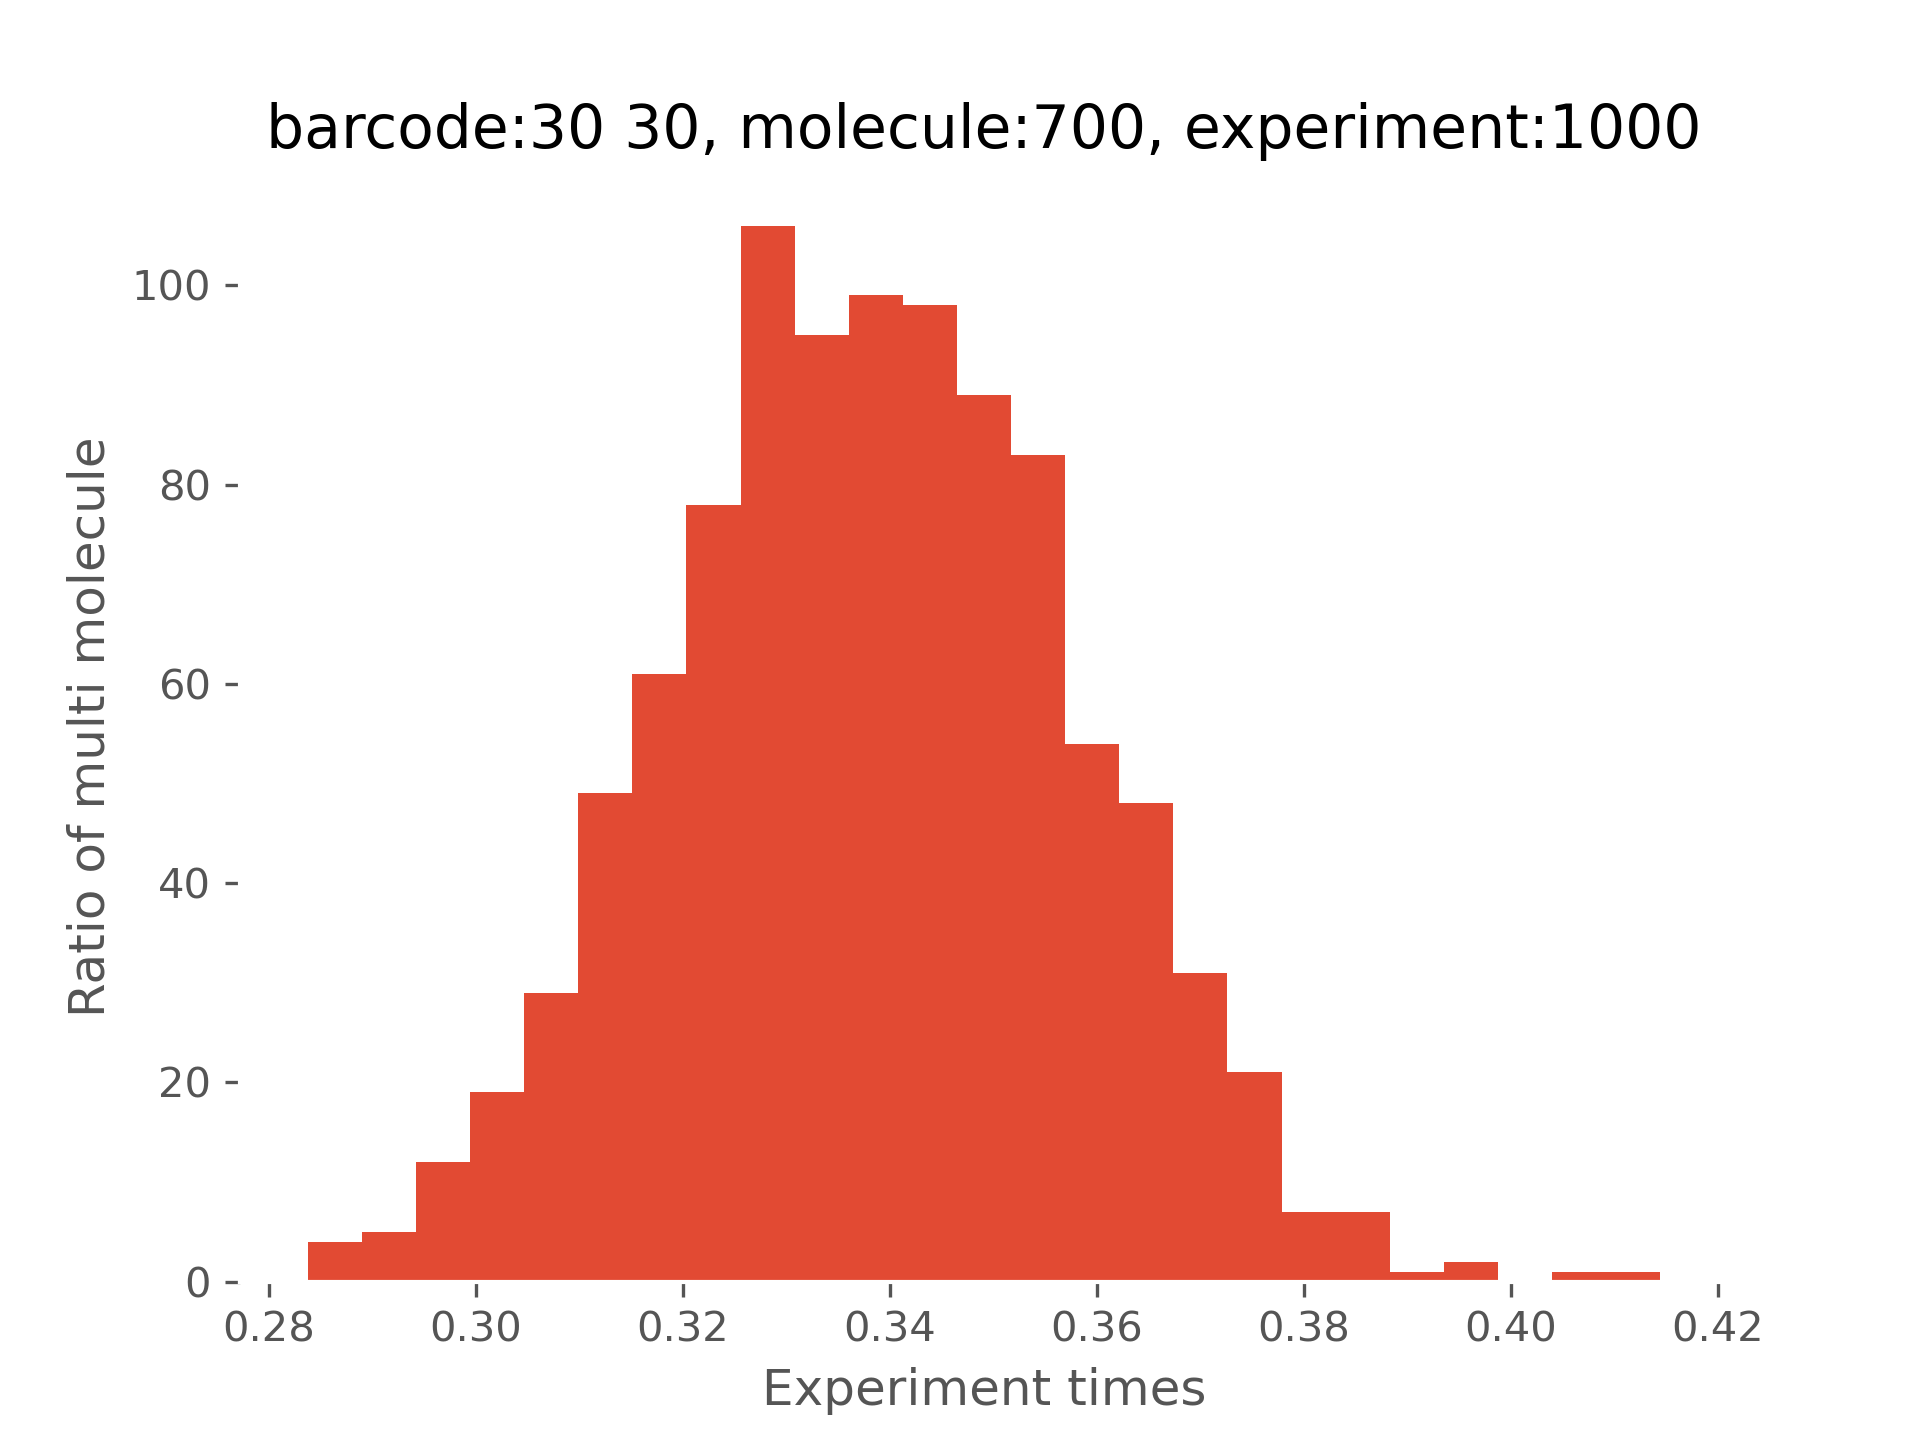 barcode:30 30, molecule:700, experiment:1000
Ratio of multi molecule
100
80
60
40
20
0
0.28 0.30 0.32 0.34 0.36 0.38 0.40 0.42
Experiment times